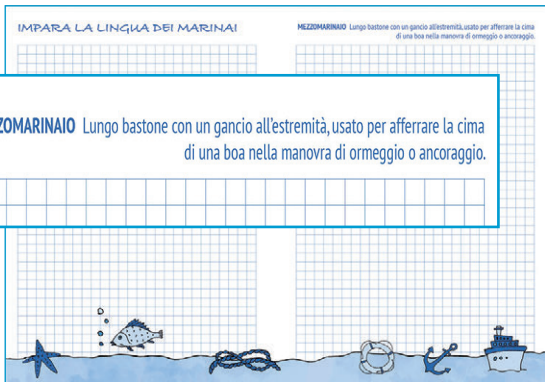 IMPARA LA LINGUA DEI MARINAI
MEZZOMARINAIO Lungo bastone con un gancio all'estremità, usato per afferrare la cima
di una boa nella manovra di ormeggio o ancoraggio.
ZOMARINAIO Lungo bastone con un gancio all'estremità, usato per afferrare la cima
di una boa nella manovra di ormeggio o ancoraggio.